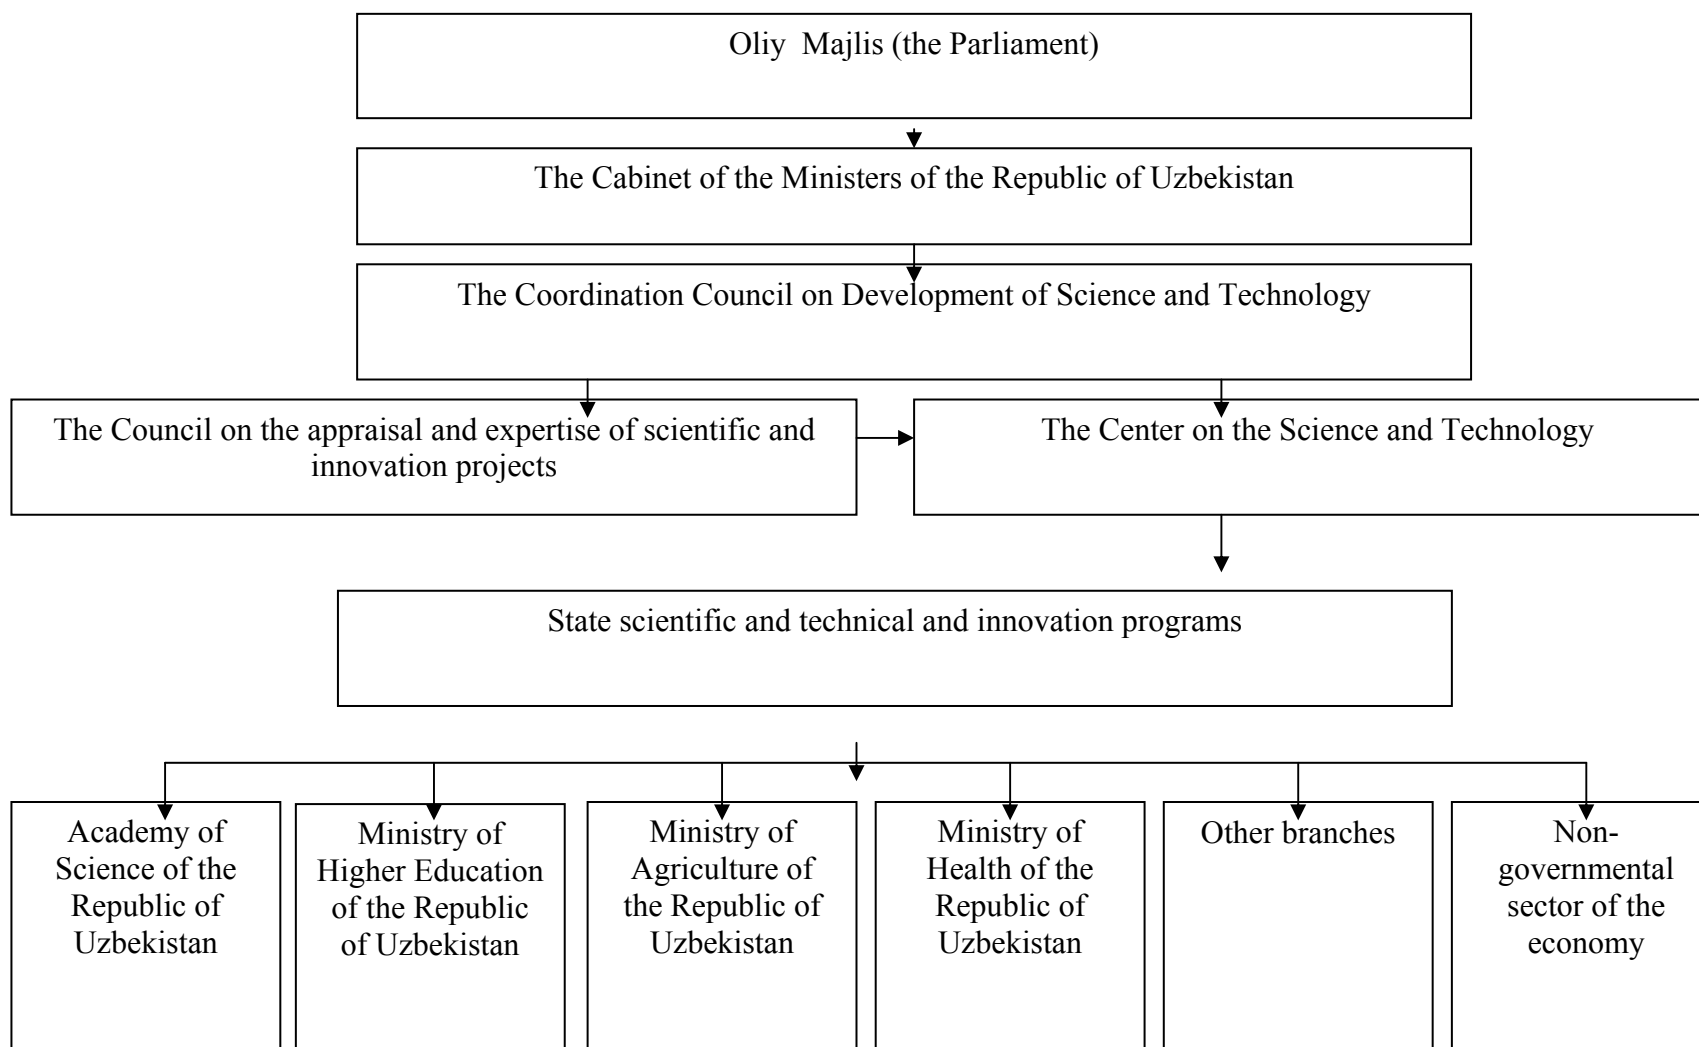 Oliy  Majlis (the Parliament)
The Cabinet of the Ministers of the Republic of Uzbekistan
The Coordination Council on Development of Science and Technology
The Council on the appraisal and expertise of scientific and
innovation projects
The Center on the Science and Technology
State scientific and technical and innovation programs
Academy of
Science of the
Republic of
Uzbekistan
Ministry of
Higher Education
of the Republic
of Uzbekistan
Ministry of
Agriculture of
the Republic of
Uzbekistan
Ministry of
Health of the
Republic of
Uzbekistan
Other branches
Non-
governmental
sector of the
economy